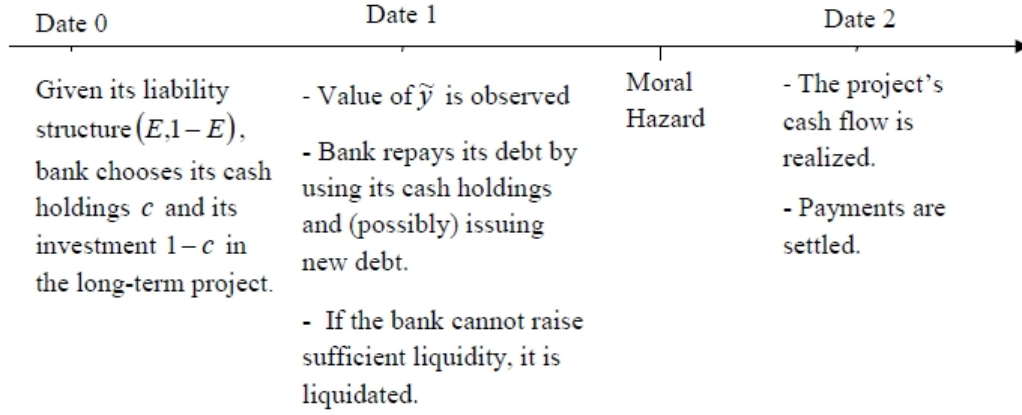 Date 0
Date 1
Date 2
Given its liability
structure (E,1 − E),
bank chooses its cash
holdings c and its
investment 1 − c in
the long-term project.
- Value of ỹ is observed
- Bank repays its debt by
using its cash holdings
and (possibly) issuing
new debt.
- If the bank cannot raise
sufficient liquidity, it is
liquidated.
Moral
Hazard
- The project's
cash flow is
realized.
- Payments are
settled.